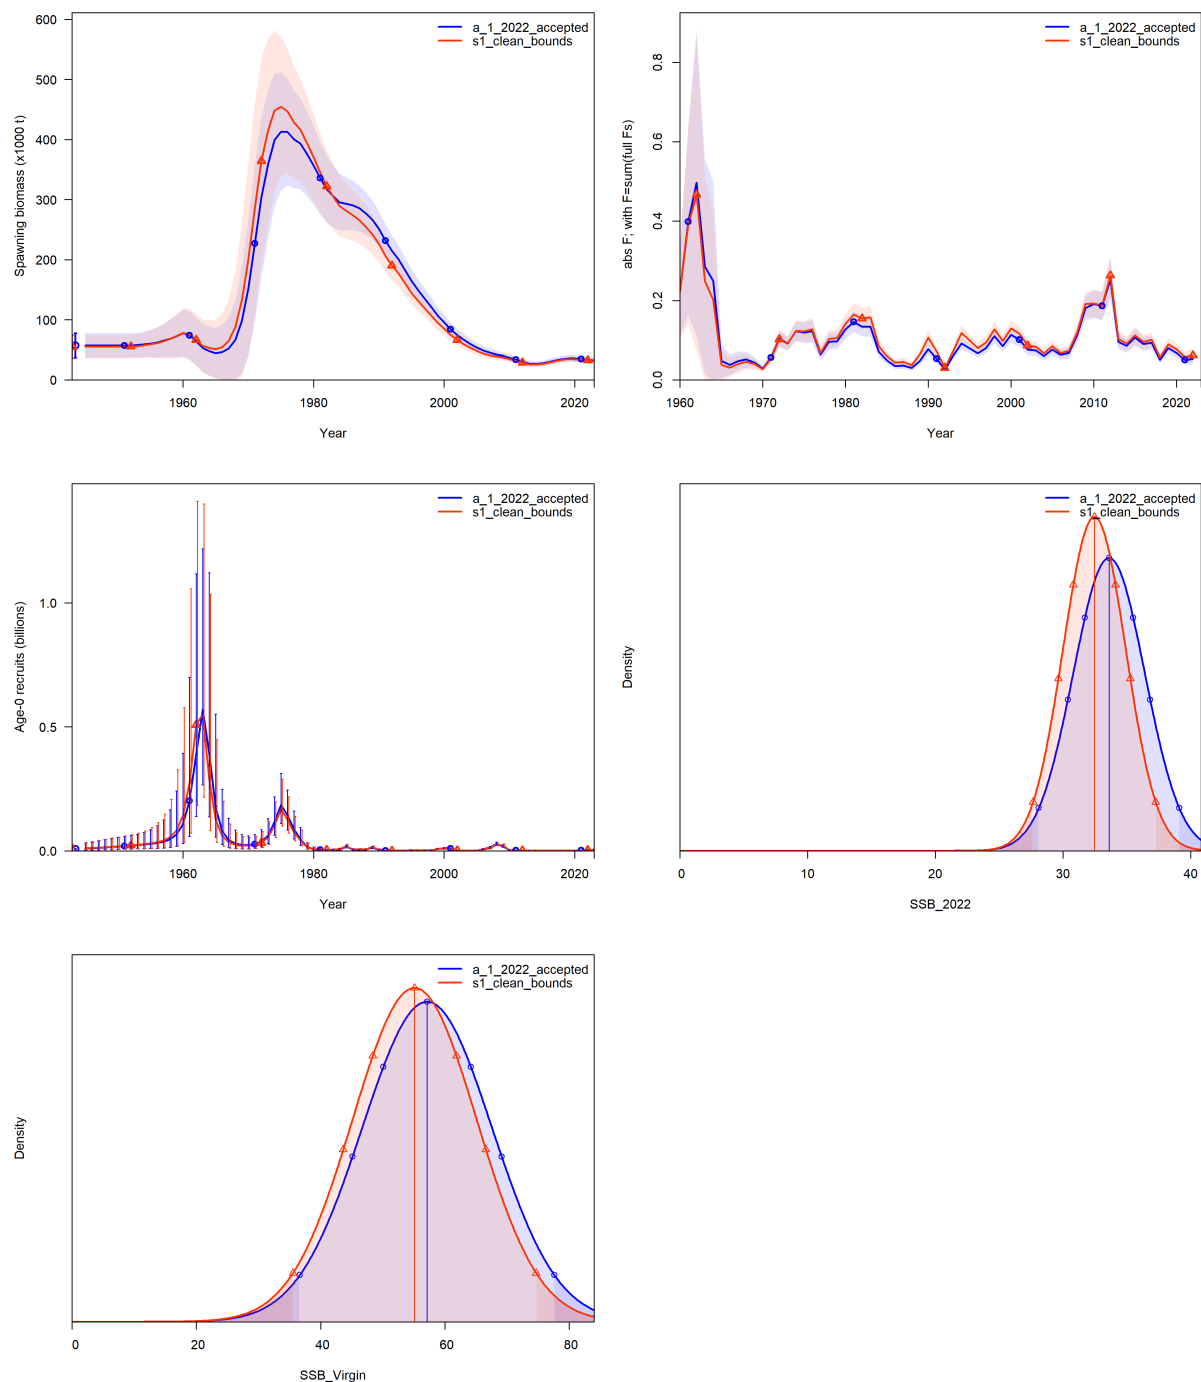 a_1_2022_accepted
s1_clean_bounds
Spawning biomass (x1000 t)
600
500
400
300
200
100
0
1960
1980
2000
2020
Year
a_1_2022_accepted
s1_clean_bounds
abs F; with F=sum(full Fs)
0.8
0.6
0.4
0.2
0.0
1960
1970
1980
1990
2000
2010
2020
Year
a_1_2022_accepted
s1_clean_bounds
Age-0 recruits (billions)
1.0
0.5
0.0
1960
1980
2000
2020
Year
a_1_2022_accepted
s1_clean_bounds
Density
0
10
20
30
40
SSB_2022
a_1_2022_accepted
s1_clean_bounds
Density
0
20
40
60
80
SSB_Virgin